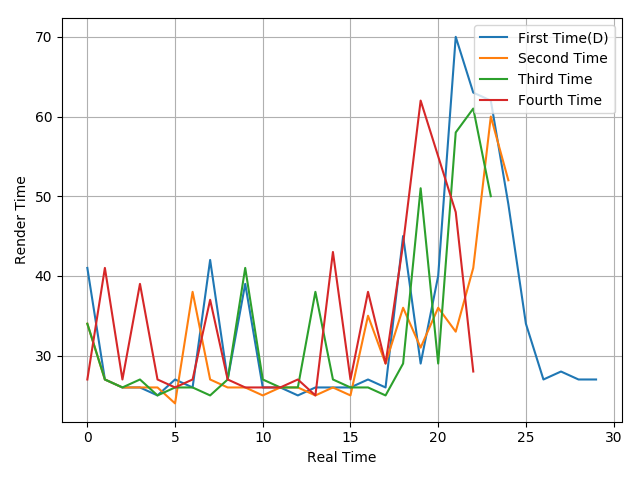 70
60
50
40
30
Render Time
0 5 10 15 20 25 30
Real Time
First Time(D)
Second Time
Third Time
Fourth Time